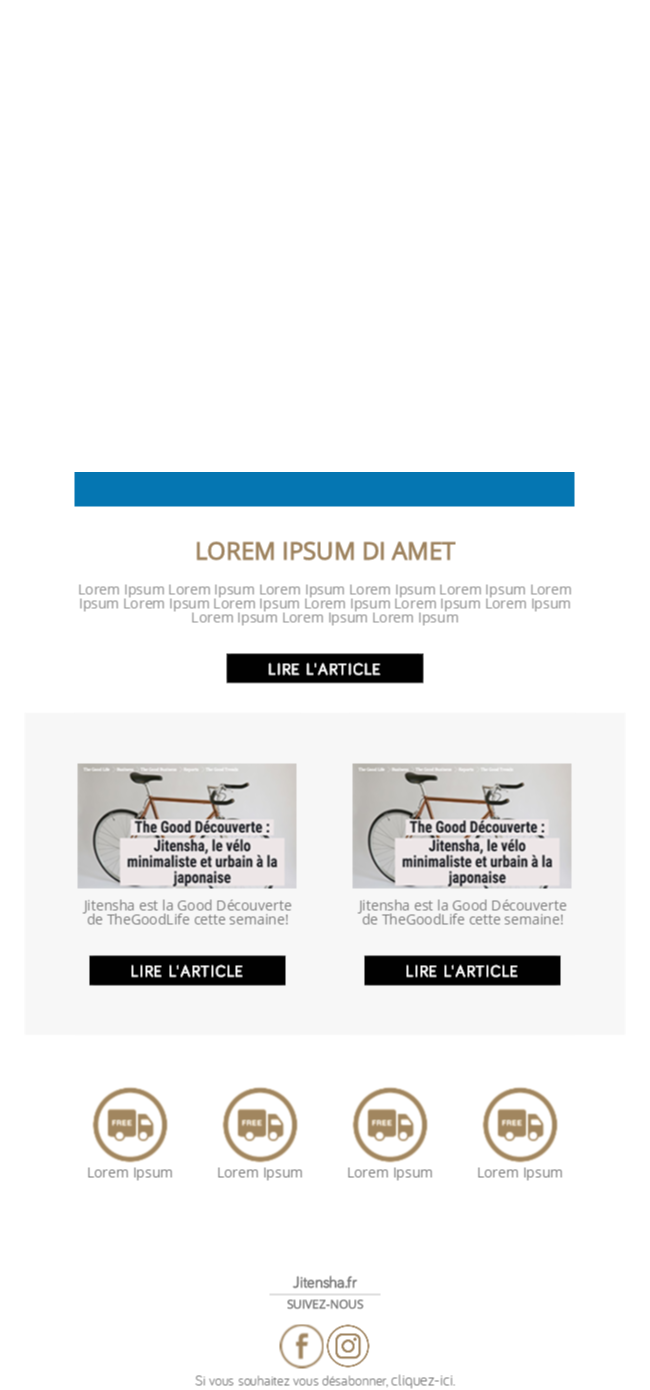 LOREM IPSUM DI AMET
Lorem Ipsum Lorem Ipsum Lorem Ipsum Lorem Ipsum Lorem Ipsum Lorem
Ipsum Lorem Ipsum Lorem Ipsum Lorem Ipsum Lorem Ipsum Lorem Ipsum
Lorem Ipsum Lorem Ipsum Lorem Ipsum
LIRE L'ARTICLE
The Good Life Business The Good Business Reports The Good Trends
The Good Découverte :
Jitensha, le vélo
minimaliste et urbain à la
japonaise
Jitensha est la Good Découverte
de TheGoodLife cette semaine!
LIRE L'ARTICLE
The Good Life Business The Good Business Reports The Good Trends
The Good Découverte :
Jitensha, le vélo
minimaliste et urbain à la
japonaise
Jitensha est la Good Découverte
de TheGoodLife cette semaine!
LIRE L'ARTICLE
FREE
Lorem Ipsum
FREE
Lorem Ipsum
FREE
Lorem Ipsum
FREE
Lorem Ipsum
Jitensha.fr
SUIVEZ-NOUS
Si vous souhaitez vous désabonner, cliquez-ici.